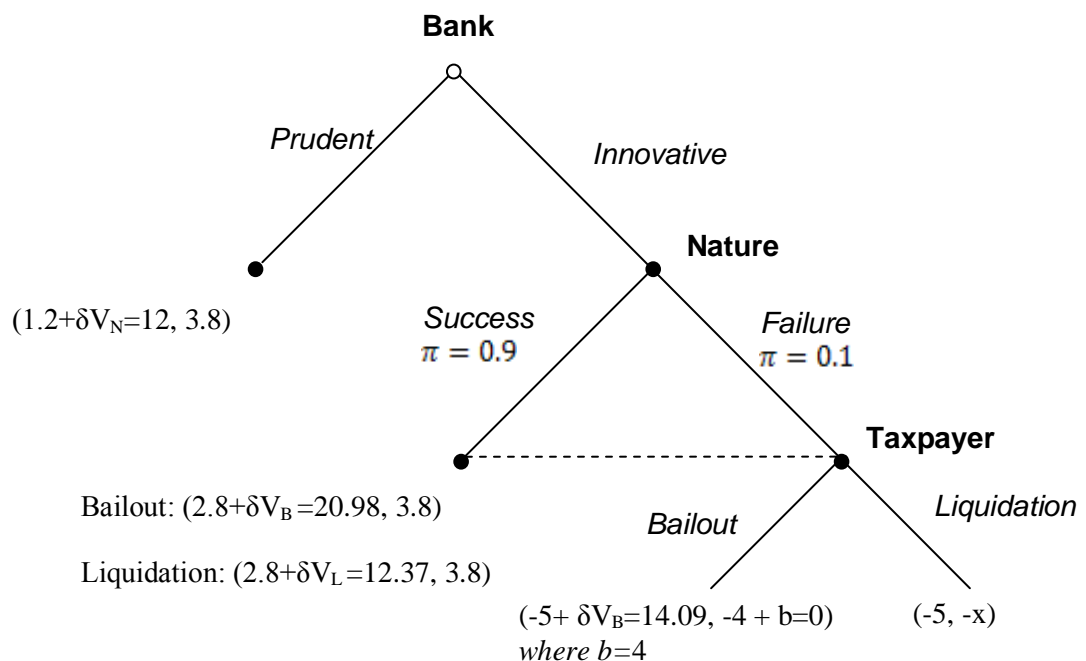 Bank
Prudent
Innovative
Nature
(1.2+δV_N=12, 3.8)
Success
π = 0.9
Failure
π = 0.1
Taxpayer
Bailout: (2.8+δV_B =20.98, 3.8)
Bailout
Liquidation
Liquidation: (2.8+δV_L =12.37, 3.8)
(-5+ δV_B=14.09, -4 + b=0)
where b=4
(-5, -x)